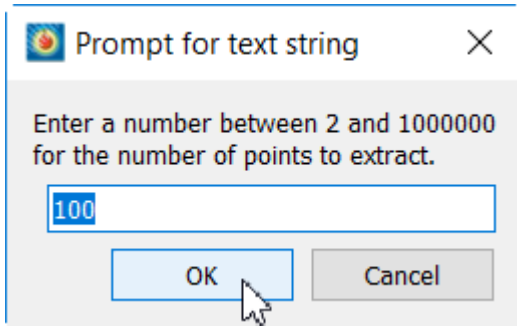 Prompt for text string
Enter a number between 2 and 1000000
for the number of points to extract.
100
OK
Cancel